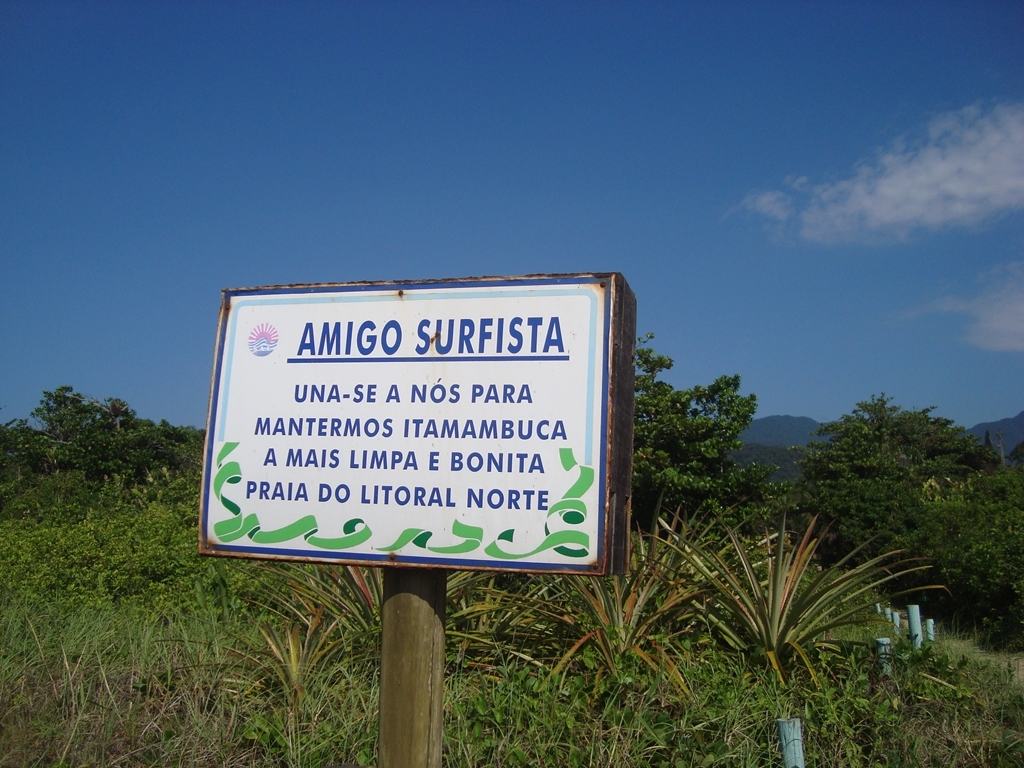 AMIGO SURFISTA
UNA-SE A NÓS PARA
MANTERMOS ITAMAMBUCA
A MAIS LIMPA E BONITA
PRAIA DO LITORAL NORTE